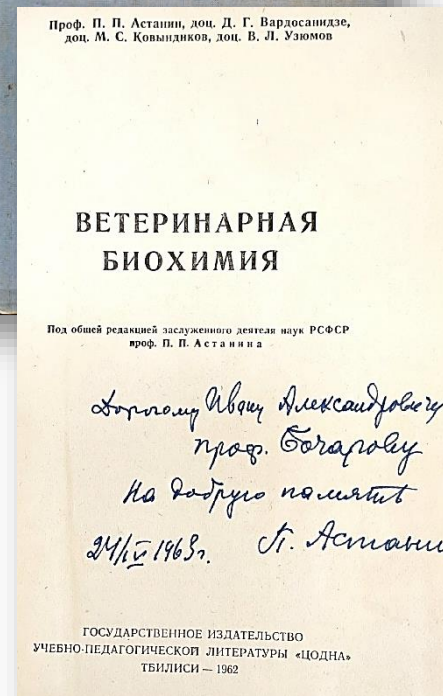 Проф. П. П. Астанин, доц. Д. Г. Вардосанидзе,
доц. М. С. Ковындиков, доц. В. Л. Узюмов
ВЕТЕРИНАРНАЯ
БИОХИМИЯ
Под общей редакцией заслуженного деятеля наук РСФСР
проф. П. П. Астанина
Дорогому Ивану Александровичу
проф. Бочарову
на добрую память
24/IV 1963г. П. Астанин
ГОСУДАРСТВЕННОЕ ИЗДАТЕЛЬСТВО
УЧЕБНО-ПЕДАГОГИЧЕСКОЙ ЛИТЕРАТУРЫ «ЦОДНА»
ТБИЛИСИ — 1962